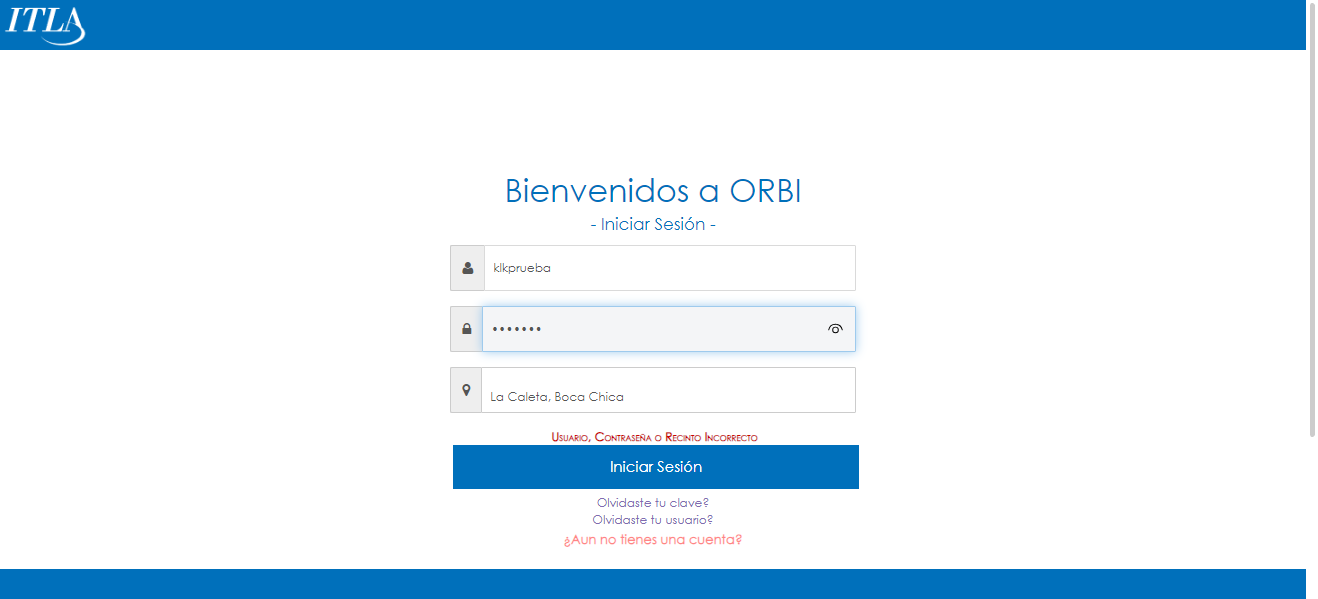 ITLA
Bienvenidos a ORBI
- Iniciar Sesión -
klkprueba
•••••••
La Caleta, Boca Chica
Usuario, Contraseña o Recinto Incorrecto
Iniciar Sesión
Olvidaste tu clave?
Olvidaste tu usuario?
¿Aun no tienes una cuenta?